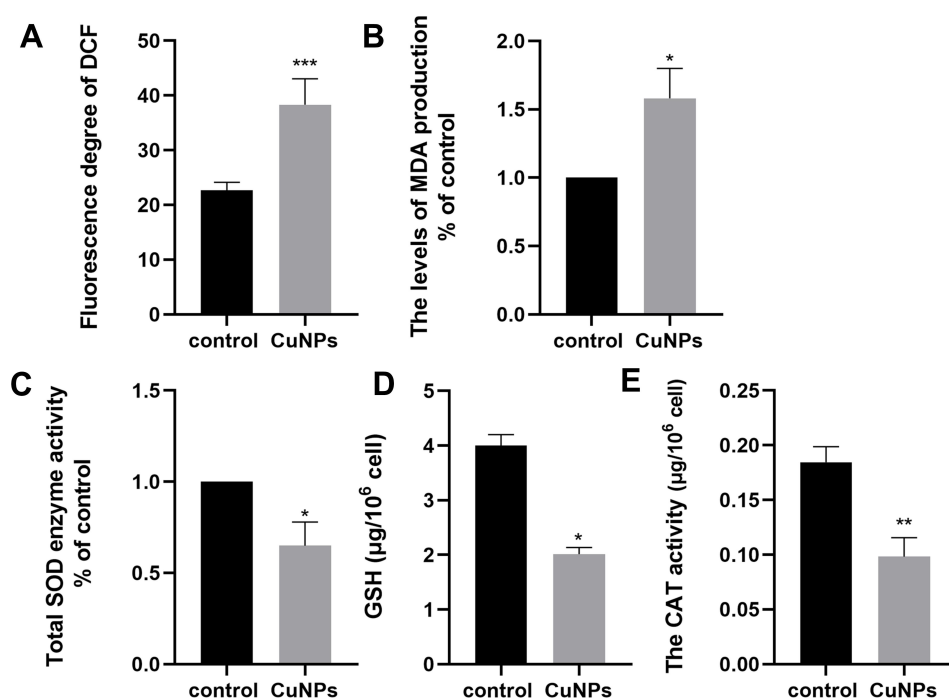 A
Fluorescence degree of DCF
50
40
30
20
10
0
***
control CuNPs
B
The levels of MDA production
% of control
2.0
1.5
1.0
0.5
0.0
*
control CuNPs
C
Total SOD enzyme activity
% of control
1.5
1.0
0.5
0.0
*
control CuNPs
D
GSH (μg/10⁶ cell)
5
4
3
2
1
0
*
control CuNPs
E
The CAT activity (μg/10⁶ cell)
0.25
0.20
0.15
0.10
0.05
0.00
**
control CuNPs